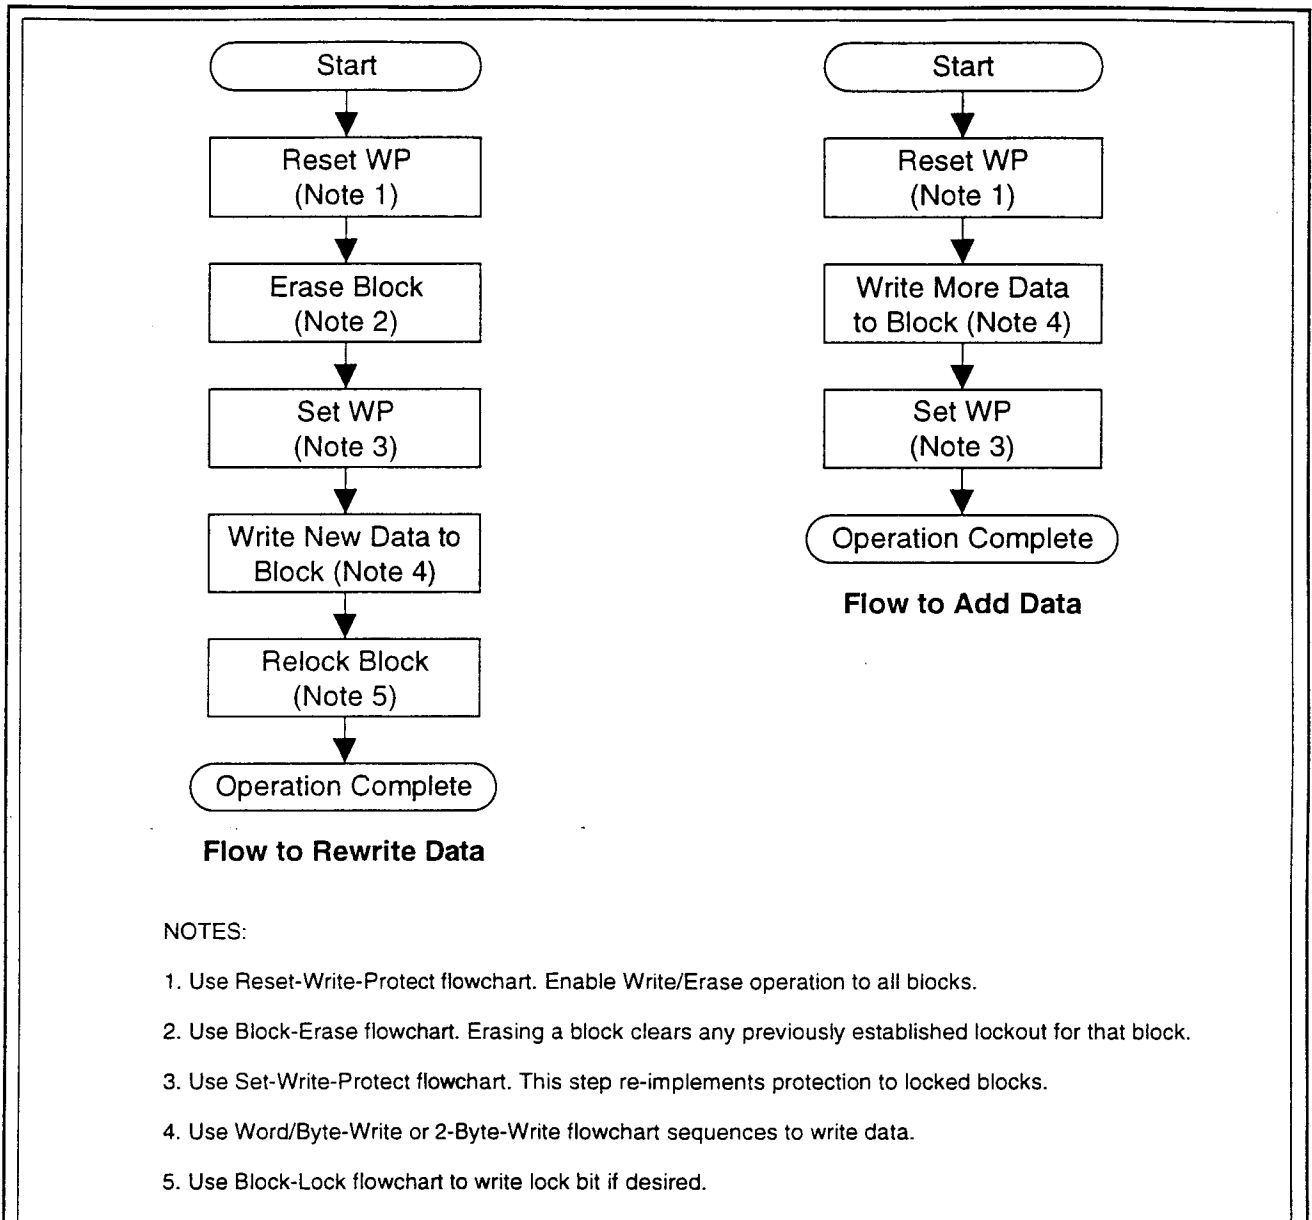 Start
Reset WP
(Note 1)
Erase Block
(Note 2)
Set WP
(Note 3)
Write New Data to
Block (Note 4)
Relock Block
(Note 5)
Operation Complete
Flow to Rewrite Data
Start
Reset WP
(Note 1)
Write More Data
to Block (Note 4)
Set WP
(Note 3)
Operation Complete
Flow to Add Data
NOTES:
1. Use Reset-Write-Protect flowchart. Enable Write/Erase operation to all blocks.
2. Use Block-Erase flowchart. Erasing a block clears any previously established lockout for that block.
3. Use Set-Write-Protect flowchart. This step re-implements protection to locked blocks.
4. Use Word/Byte-Write or 2-Byte-Write flowchart sequences to write data.
5. Use Block-Lock flowchart to write lock bit if desired.